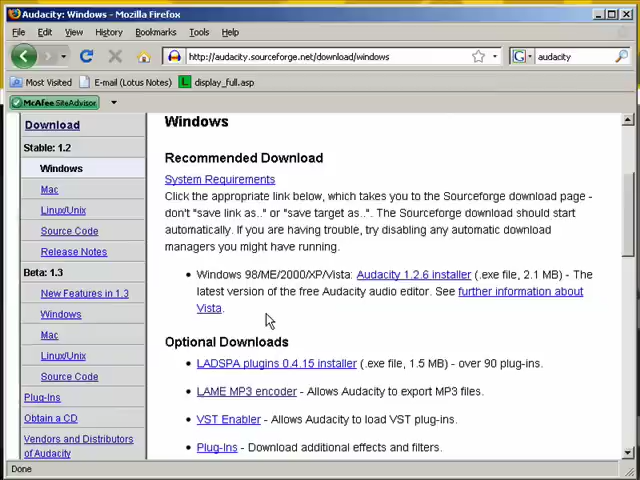 Audacity: Windows - Mozilla Firefox
File Edit View History Bookmarks Tools Help
http://audacity.sourceforge.net/download/windows
audacity
Most Visited E-mail (Lotus Notes) L display_full.asp
McAfee SiteAdvisor
Download
Stable: 1.2
Windows
Mac
Linux/Unix
Source Code
Release Notes
Beta: 1.3
New Features in 1.3
Windows
Mac
Linux/Unix
Source Code
Plug-Ins
Obtain a CD
Vendors and Distributors
of Audacity
Windows
Recommended Download
System Requirements
Click the appropriate link below, which takes you to the Sourceforge download page -
don't "save link as.." or "save target as..". The Sourceforge download should start
automatically. If you are having trouble, try disabling any automatic download
managers you might have running.
• Windows 98/ME/2000/XP/Vista: Audacity 1.2.6 installer (.exe file, 2.1 MB) - The
latest version of the free Audacity audio editor. See further information about
Vista.
Optional Downloads
• LADSPA plugins 0.4.15 installer (.exe file, 1.5 MB) - over 90 plug-ins.
• LAME MP3 encoder - Allows Audacity to export MP3 files.
• VST Enabler - Allows Audacity to load VST plug-ins.
• Plug-Ins - Download additional effects and filters.
Done